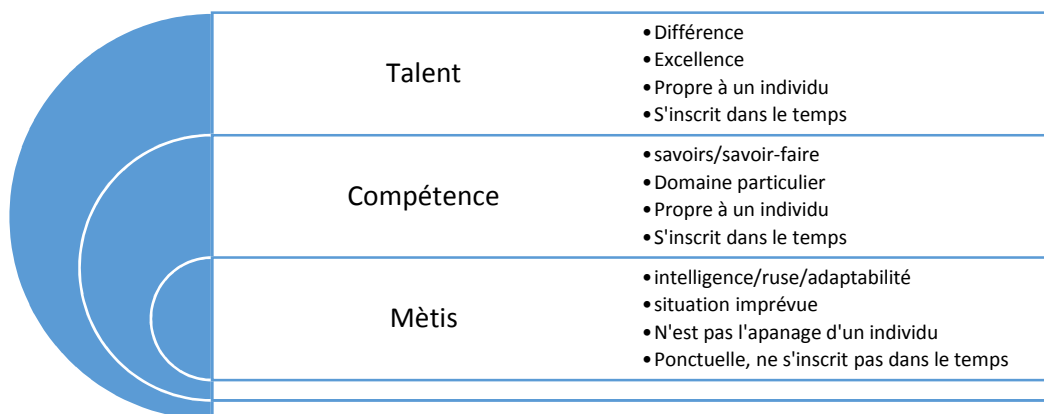 Talent
•Différence
•Excellence
•Propre à un individu
•S'inscrit dans le temps
Compétence
•savoirs/savoir-faire
•Domaine particulier
•Propre à un individu
•S'inscrit dans le temps
Mètis
•intelligence/ruse/adaptabilité
•situation imprévue
•N'est pas l'apanage d'un individu
•Ponctuelle, ne s'inscrit pas dans le temps